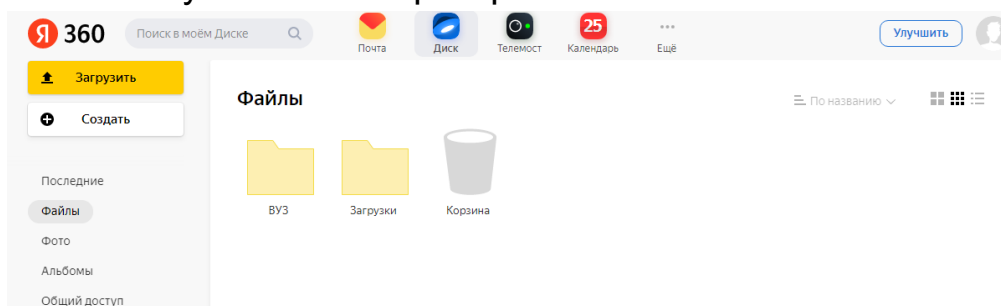 Я 360
Поиск в моём Диске
Почта
Диск
Телемост
25
Календарь
Ещё
Улучшить
Загрузить
Создать
Файлы
По названию
ВУЗ
Загрузки
Корзина
Последние
Файлы
Фото
Альбомы
Общий доступ